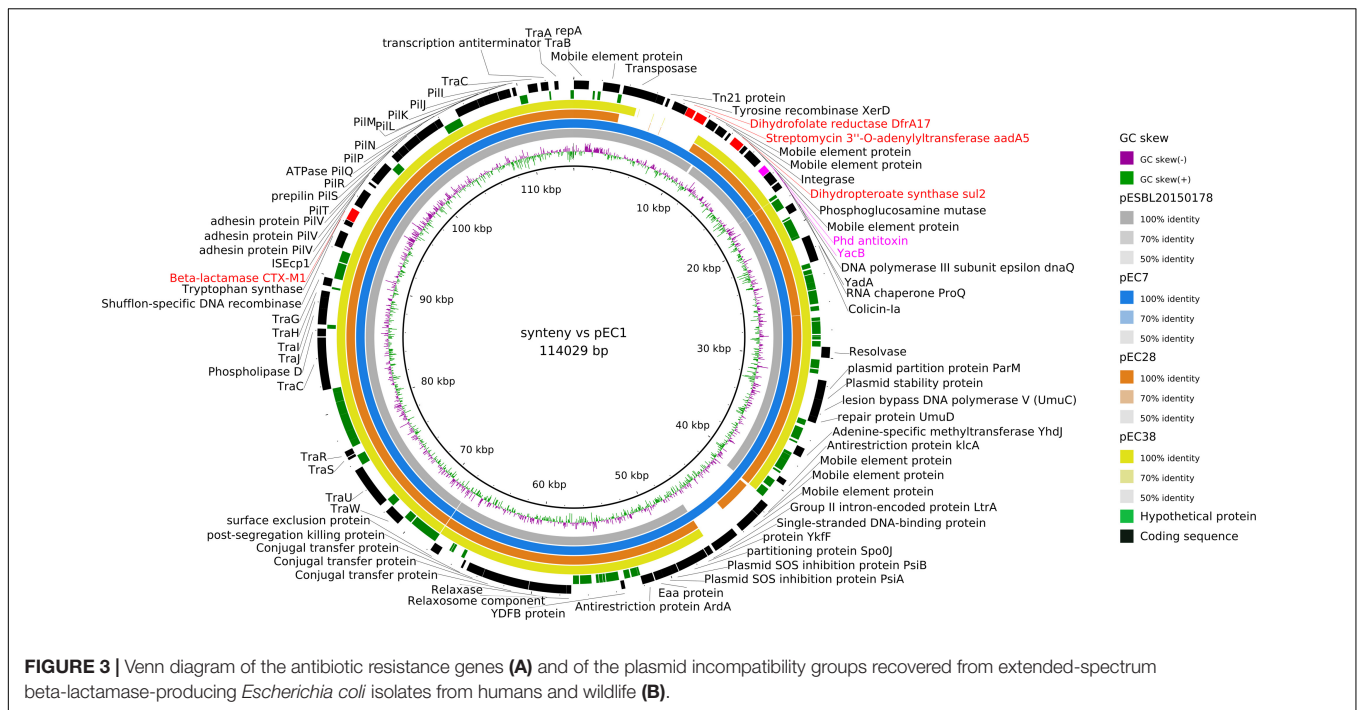 TraA repA
transcription antiterminator TraB
Mobile element protein
Transposase
TraC
PilI
PilJ
PilK
PilM
PilL
PilN
PilP
ATPase PilQ
PilR
prepilin PilS
PilT
adhesin protein PilV
adhesin protein PilV
adhesin protein PilV
ISEcp1
Beta-lactamase CTX-M1
Tryptophan synthase
Shufflon-specific DNA recombinase
TraG
TraH
TraI
TraJ
Phospholipase D
TraC
TraR
TraS
TraU
TraW
surface exclusion protein
post-segregation killing protein
Conjugal transfer protein
Conjugal transfer protein
Conjugal transfer protein
Relaxase
Relaxosome component
YDFB protein
Tn21 protein
Tyrosine recombinase XerD
Dihydrofolate reductase DfrA17
Streptomycin 3''-O-adenylyltransferase aadA5
Mobile element protein
Mobile element protein
Integrase
Dihydropteroate synthase sul2
Phosphoglucosamine mutase
Mobile element protein
Phd antitoxin
YacB
DNA polymerase III subunit epsilon dnaQ
YadA
RNA chaperone ProQ
Colicin-Ia
Resolvase
plasmid partition protein ParM
Plasmid stability protein
lesion bypass DNA polymerase V (UmuC)
repair protein UmuD
Adenine-specific methyltransferase YhdJ
Antirestriction protein klcA
Mobile element protein
Mobile element protein
Mobile element protein
Group II intron-encoded protein LtrA
Single-stranded DNA-binding protein
protein YkfF
partitioning protein Spo0J
Plasmid SOS inhibition protein PsiB
Plasmid SOS inhibition protein PsiA
Eaa protein
Antirestriction protein ArdA
110 kbp
10 kbp
100 kbp
20 kbp
90 kbp
30 kbp
80 kbp
40 kbp
70 kbp
50 kbp
60 kbp
synteny vs pEC1
114029 bp
GC skew
GC skew(-)
GC skew(+)
pESBL20150178
100% identity
70% identity
50% identity
pEC7
100% identity
70% identity
50% identity
pEC28
100% identity
70% identity
50% identity
pEC38
100% identity
70% identity
50% identity
Hypothetical protein
Coding sequence
FIGURE 3 | Venn diagram of the antibiotic resistance genes (A) and of the plasmid incompatibility groups recovered from extended-spectrum
beta-lactamase-producing Escherichia coli isolates from humans and wildlife (B).